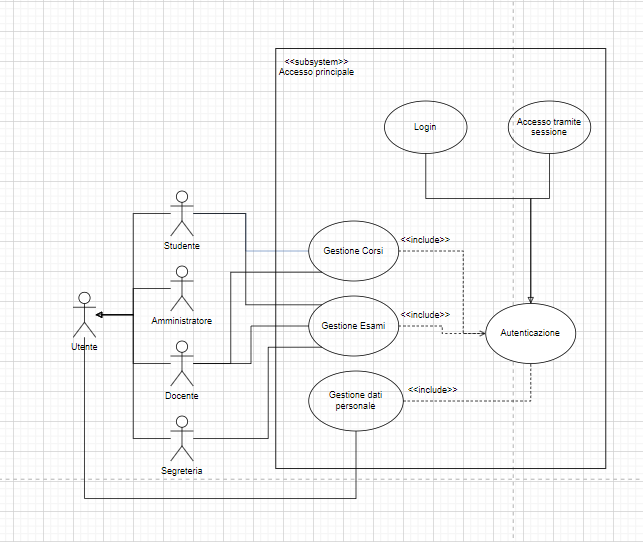 <<subsystem>>
Accesso principale
Login
Accesso tramite
sessione
Studente
Gestione Corsi
<<include>>
Amministratore
Utente
Gestione Esami
<<include>>
Autenticazione
Docente
Gestione dati
personale
<<include>>
Segreteria